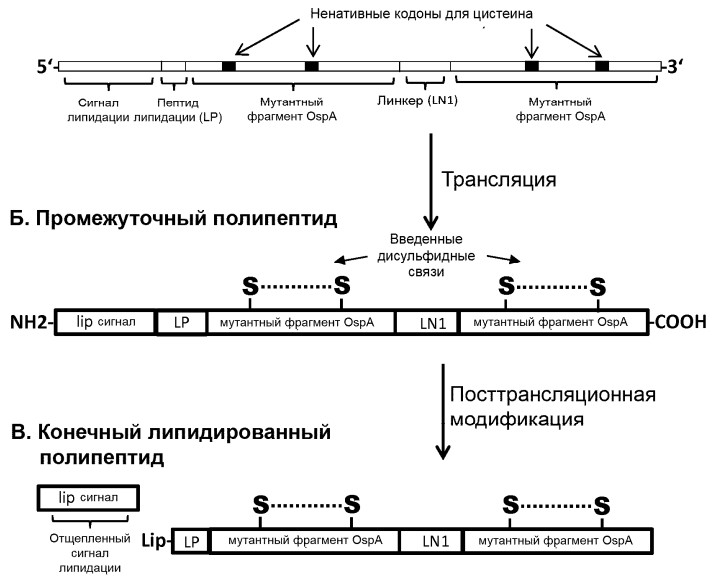 Ненативные кодоны для цистеина
5‘- -3‘
Сигнал липидации
Пептид липидации (LP)
Мутантный фрагмент OspA
Линкер (LN1)
Мутантный фрагмент OspA
Трансляция
Б. Промежуточный полипептид
Введенные
дисульфидные
связи
S S S S
NH2- lip сигнал LP мутантный фрагмент OspA LN1 мутантный фрагмент OspA -COOH
Посттрансляционная
модификация
В. Конечный липидированный
полипептид
lip сигнал
S S S S
Отщепленный
сигнал
липидации
Lip- LP мутантный фрагмент OspA LN1 мутантный фрагмент OspA